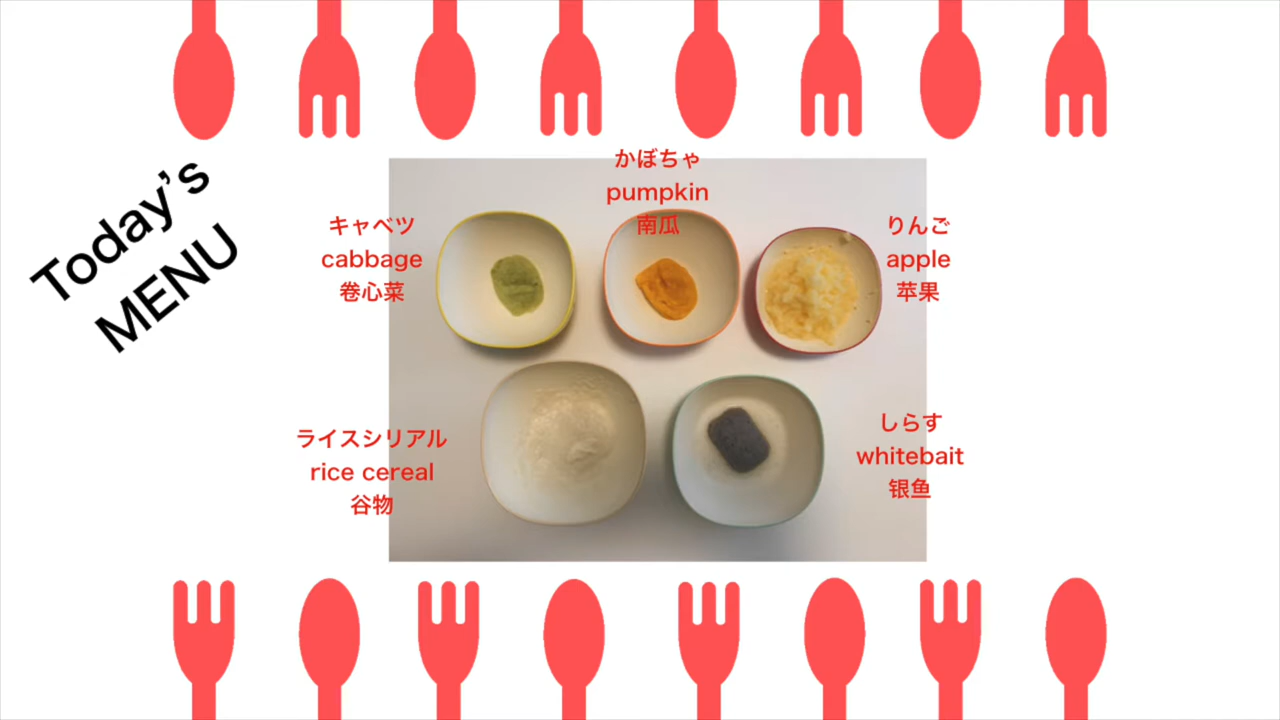 Today's
MENU
かぼちゃ
pumpkin
南瓜
キャベツ
cabbage
卷心菜
りんご
apple
苹果
ライスシリアル
rice cereal
谷物
しらす
whitebait
银鱼